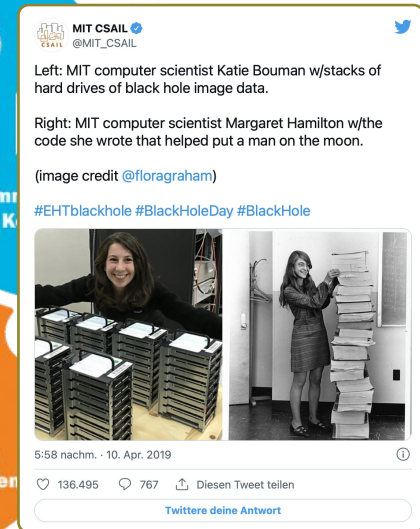 MIT CSAIL
CSAIL
@MIT_CSAIL
Left: MIT computer scientist Katie Bouman w/stacks of
hard drives of black hole image data.
Right: MIT computer scientist Margaret Hamilton w/the
code she wrote that helped put a man on the moon.
(image credit @floragraham)
#EHTblackhole #BlackHoleDay #BlackHole
5:58 nachm. · 10. Apr. 2019
136.495 767 Diesen Tweet teilen
Twittere deine Antwort